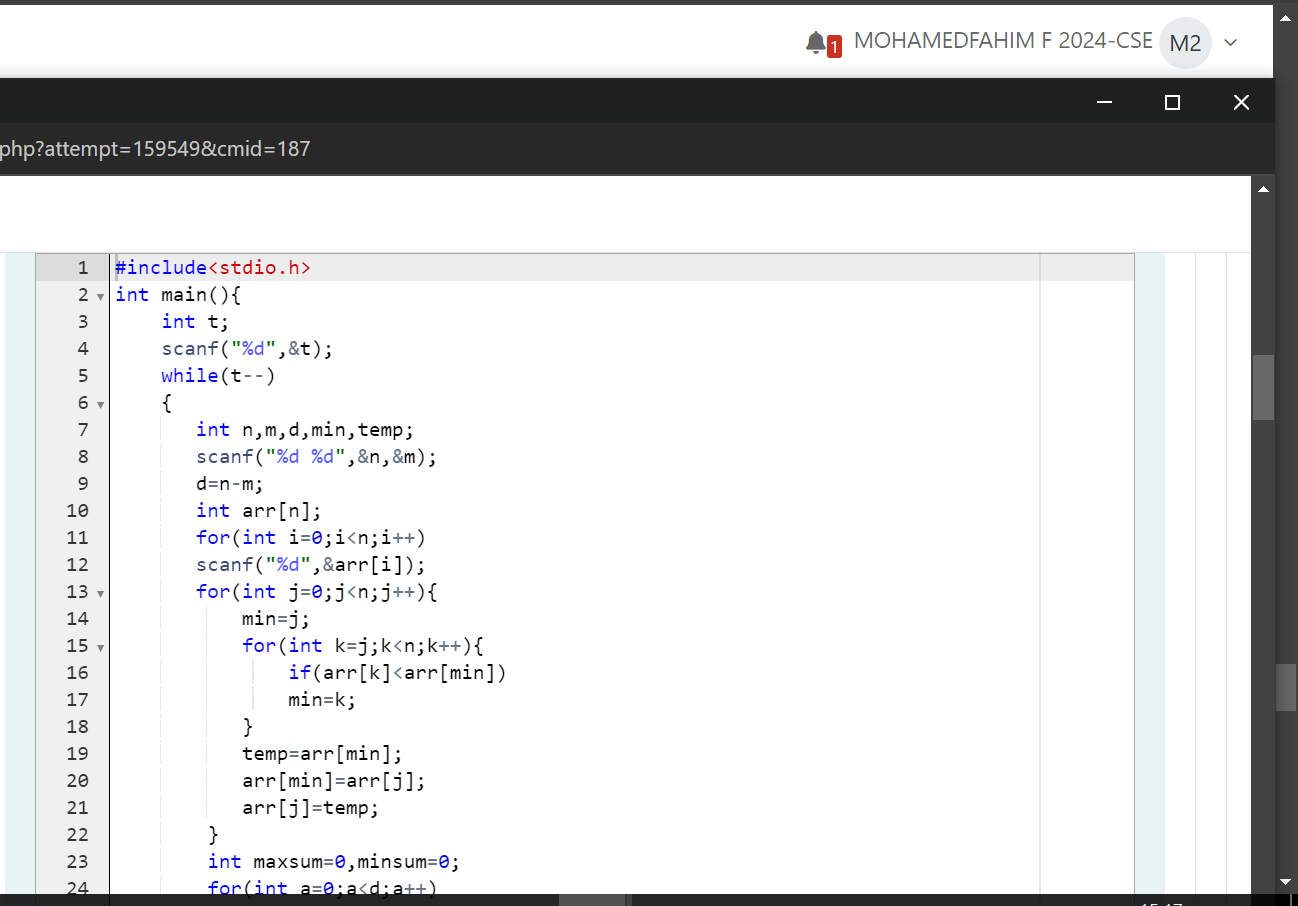 1 MOHAMEDFAHIM F 2024-CSE M2
php?attempt=159549&cmid=187
1 #include<stdio.h>
2 int main(){
3     int t;
4     scanf("%d",&t);
5     while(t--)
6     {
7        int n,m,d,min,temp;
8        scanf("%d %d",&n,&m);
9        d=n-m;
10        int arr[n];
11        for(int i=0;i<n;i++)
12        scanf("%d",&arr[i]);
13        for(int j=0;j<n;j++){
14            min=j;
15            for(int k=j;k<n;k++){
16                if(arr[k]<arr[min])
17                min=k;
18            }
19            temp=arr[min];
20            arr[min]=arr[j];
21            arr[j]=temp;
22         }
23         int maxsum=0,minsum=0;
24         for(int a=0;a<d;a++)